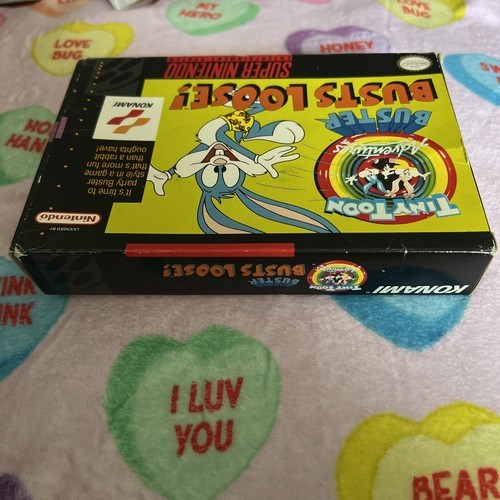 LOVE
BUG
MY
HERO
HONEY
LOVE
BUG
SUPER NINTENDO
BUSTS LOOSE!
BUSTER
TINY TOON
Adventures
KONAMI
It's time to
party Buster
style in a game
that's more fun
than a rabbit
oughta have!
LICENSED BY
Nintendo
KONAMI
TINY TOON
Adventures
BUSTER
BUSTS LOOSE!
I LUV
YOU
BEAR